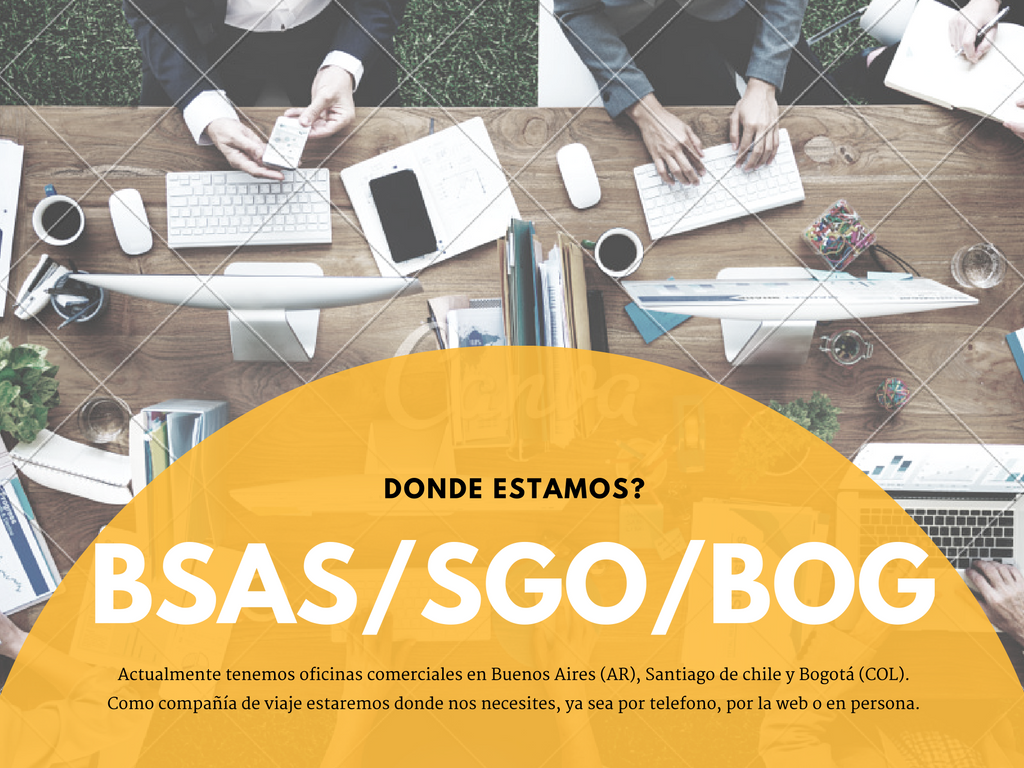 Canva
DONDE ESTAMOS?
BSAS/SGO/BOG
Actualmente tenemos oficinas comerciales en Buenos Aires (AR), Santiago de chile y Bogotá (COL).
Como compañía de viaje estaremos donde nos necesites, ya sea por telefono, por la web o en persona.